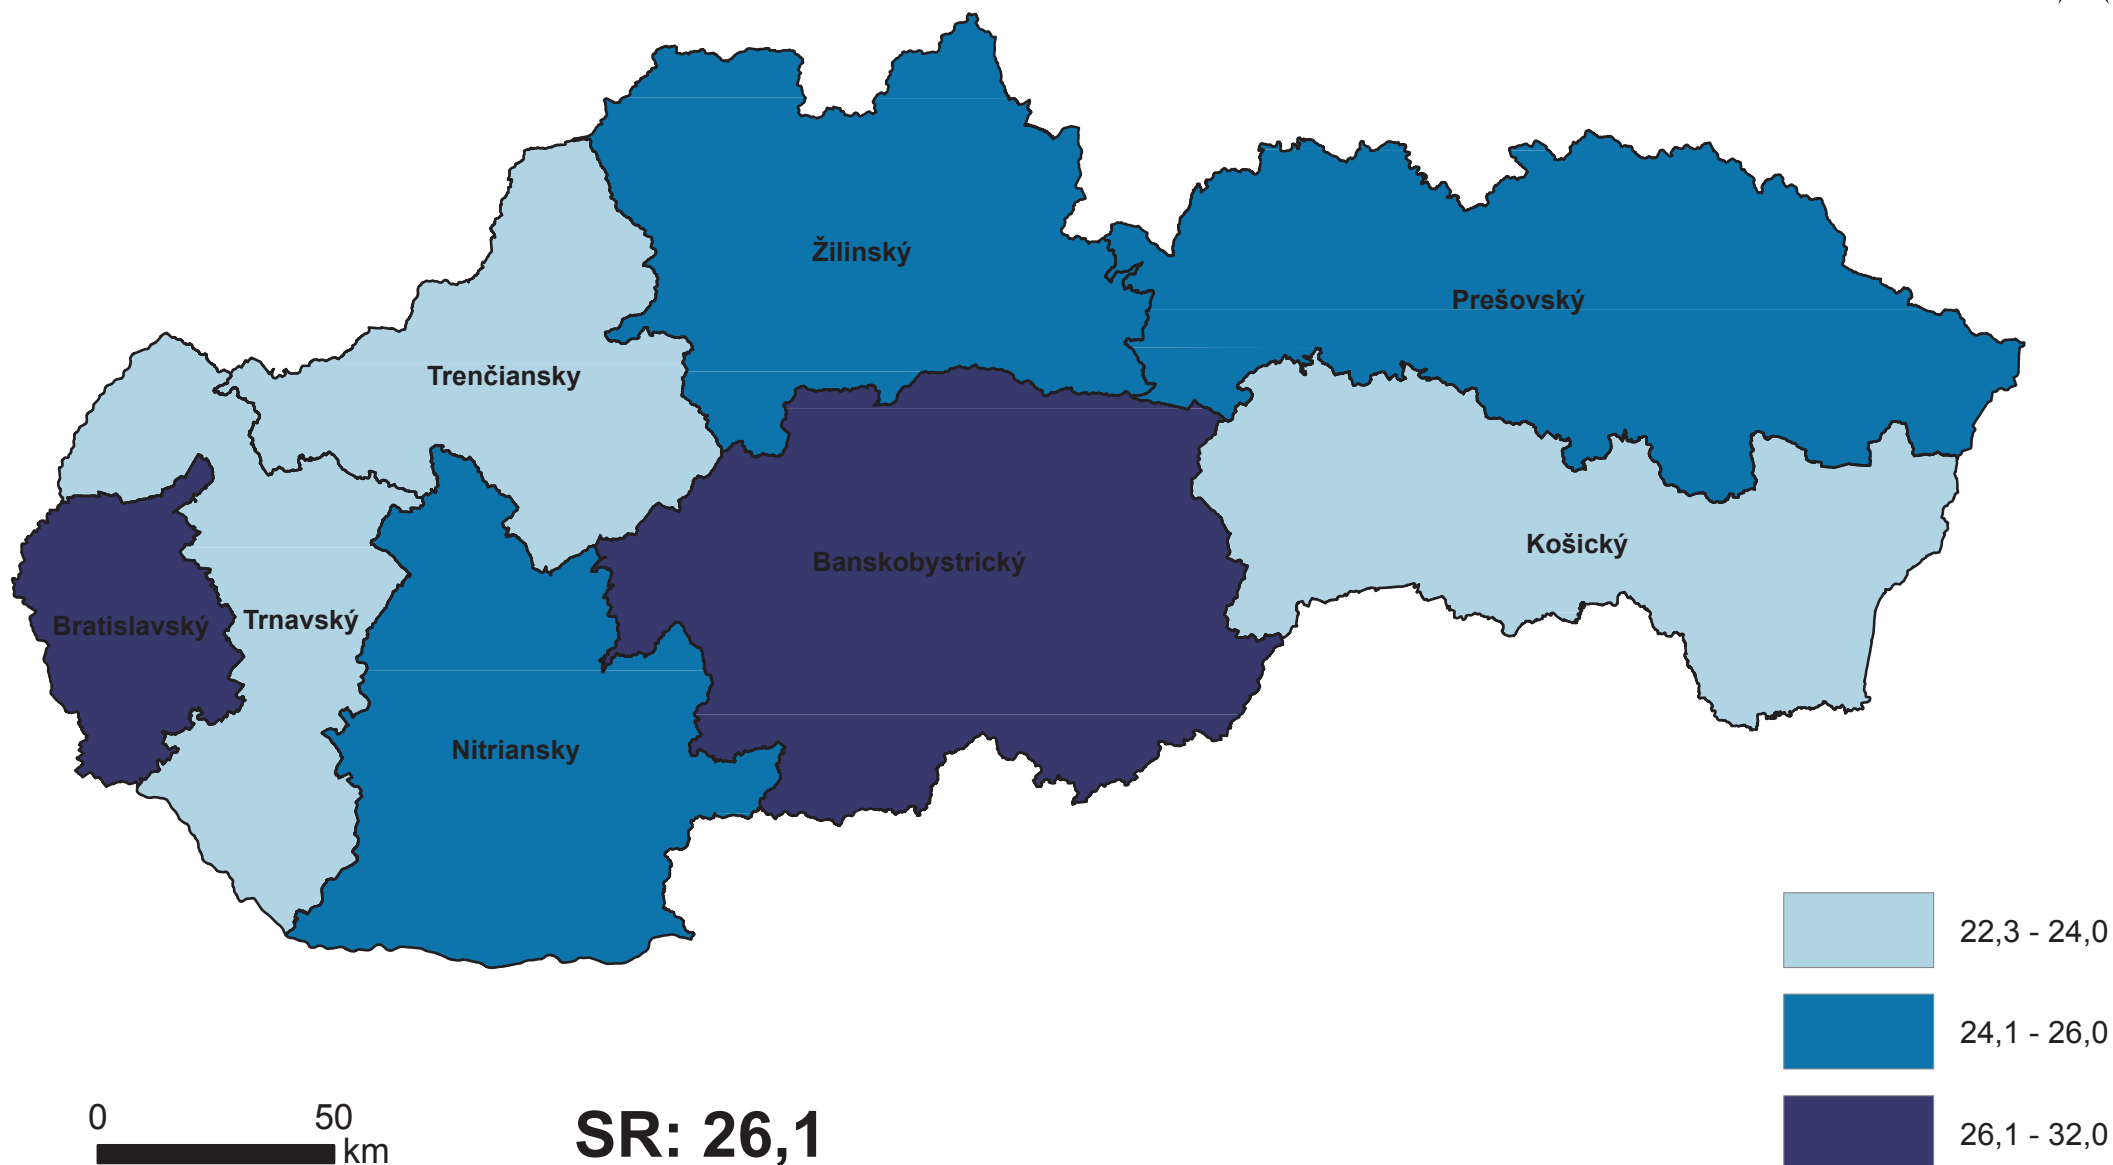 Žilinský
Prešovský
Trenčiansky
Košický
Banskobystrický
Bratislavský
Trnavský
Nitriansky
22,3 - 24,0
24,1 - 26,0
26,1 - 32,0
0 50
km
SR: 26,1